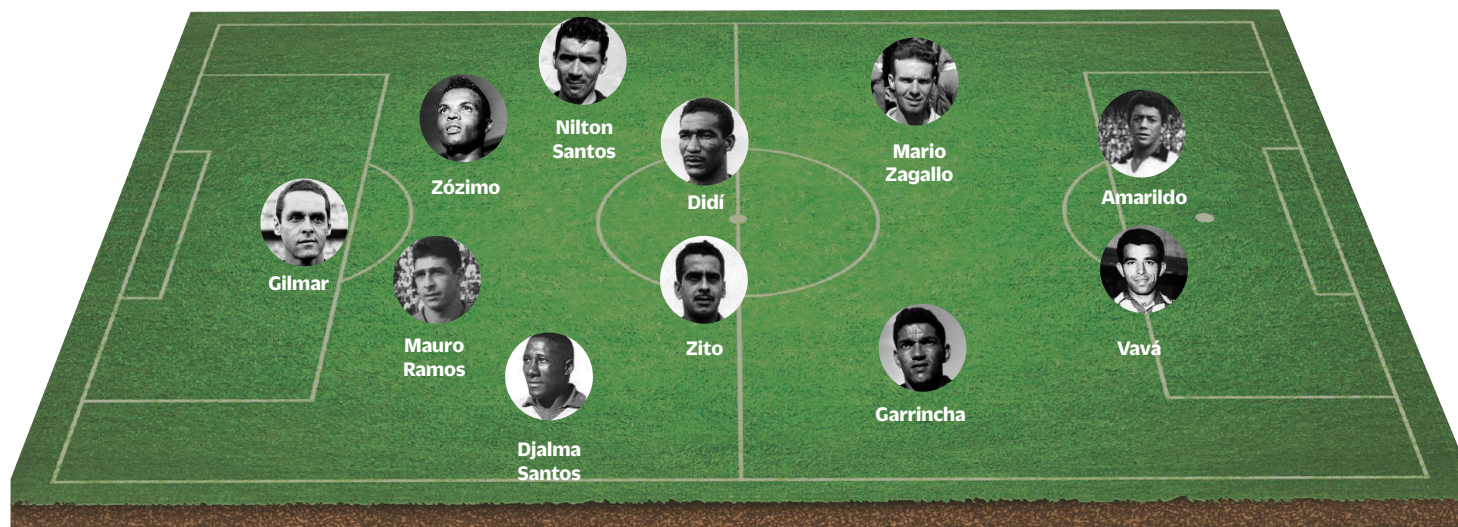 Nilton
Santos
Mario
Zagallo
Zózimo
Didí
Amarildo
Gilmar
Mauro
Ramos
Zito
Vavá
Garrincha
Djalma
Santos